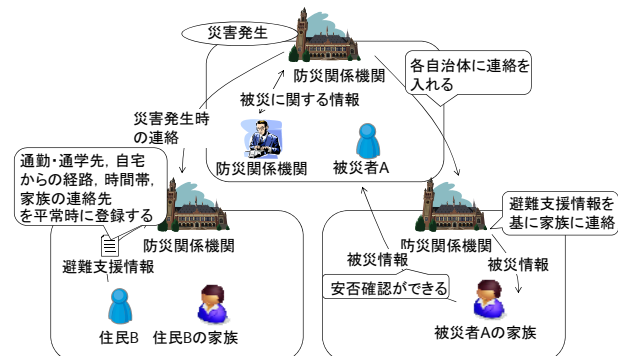 災害発生
防災関係機関
各自治体に連絡を
入れる
被災に関する情報
災害発生時
の連絡
防災関係機関
被災者A
通勤・通学先, 自宅
からの経路, 時間帯,
家族の連絡先
を平常時に登録する
防災関係機関
避難支援情報
住民B
住民Bの家族
避難支援情報を
基に家族に連絡
防災関係機関
被災情報
被災情報
安否確認ができる
被災者Aの家族